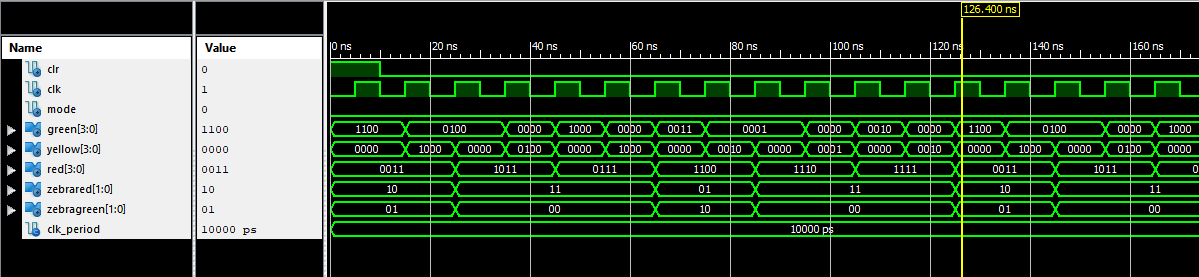 126.400 ns
Name Value 0 ns 20 ns 40 ns 60 ns 80 ns 100 ns 120 ns 140 ns 160 ns
clr 0
clk 1
mode 0
green[3:0] 1100 1100 0100 0000 1000 0000 0011 0001 0000 0010 0000 1100 0100 0000 1000
yellow[3:0] 0000 0000 1000 0000 0100 0000 1000 0000 0010 0000 0001 0000 0010 0000 1000 0000 0100 0000
red[3:0] 0011 0011 1011 0111 1100 1110 1111 0011 1011
zebrared[1:0] 10 10 11 01 11 10 11
zebragreen[1:0] 01 01 00 10 00 01 00
clk_period 10000 ps 10000 ps